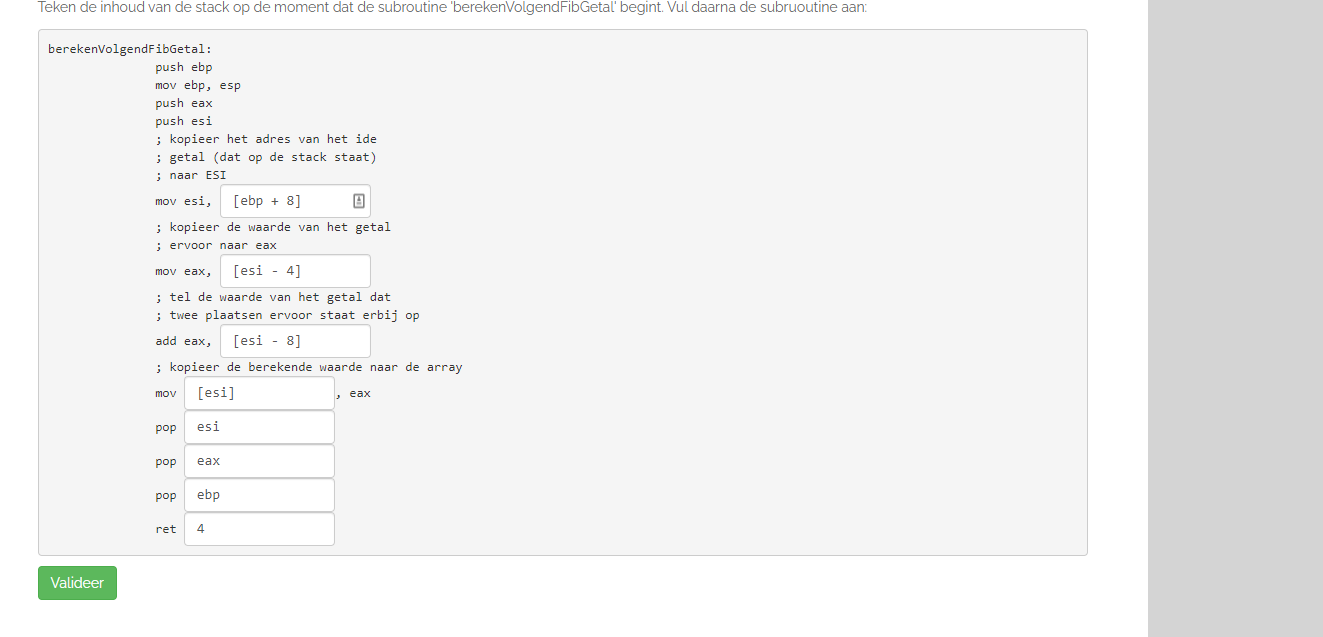 Teken de inhoud van de stack op de moment dat de subroutine 'berekenVolgendFibGetal' begint. Vul daarna de subruoutine aan:
berekenVolgendFibGetal:
push ebp
mov ebp, esp
push eax
push esi
; kopieer het adres van het ide
; getal (dat op de stack staat)
; naar ESI
mov esi, [ebp + 8]
; kopieer de waarde van het getal
; ervoor naar eax
mov eax, [esi - 4]
; tel de waarde van het getal dat
; twee plaatsen ervoor staat erbij op
add eax, [esi - 8]
; kopieer de berekende waarde naar de array
mov [esi] , eax
pop esi
pop eax
pop ebp
ret 4
Valideer